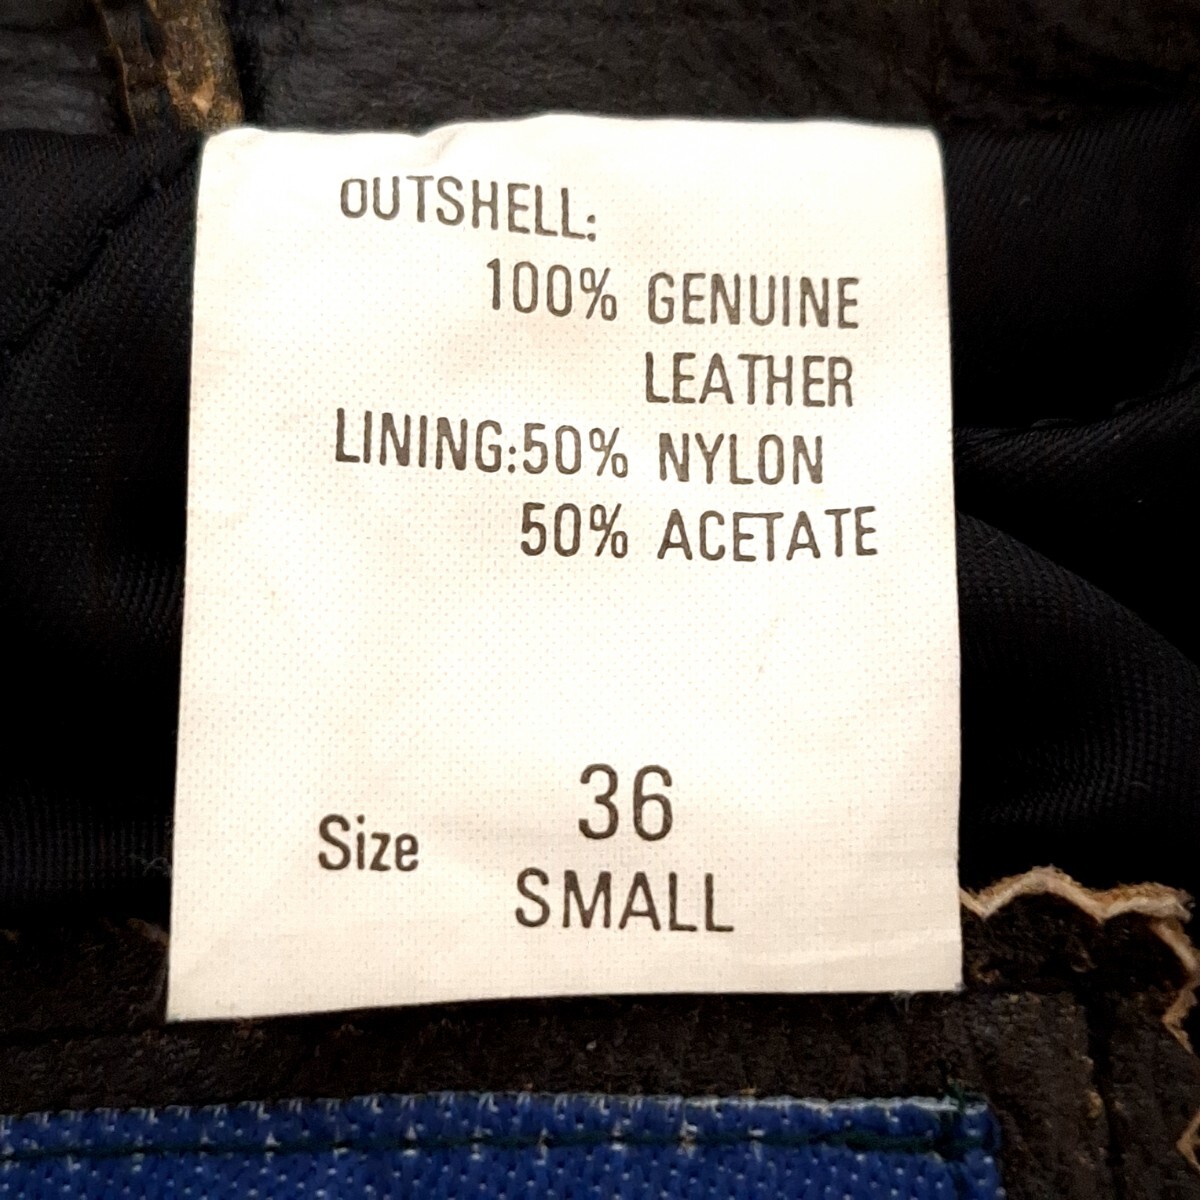 OUTSHELL:
100% GENUINE
LEATHER
LINING:50% NYLON
50% ACETATE
Size 36
SMALL